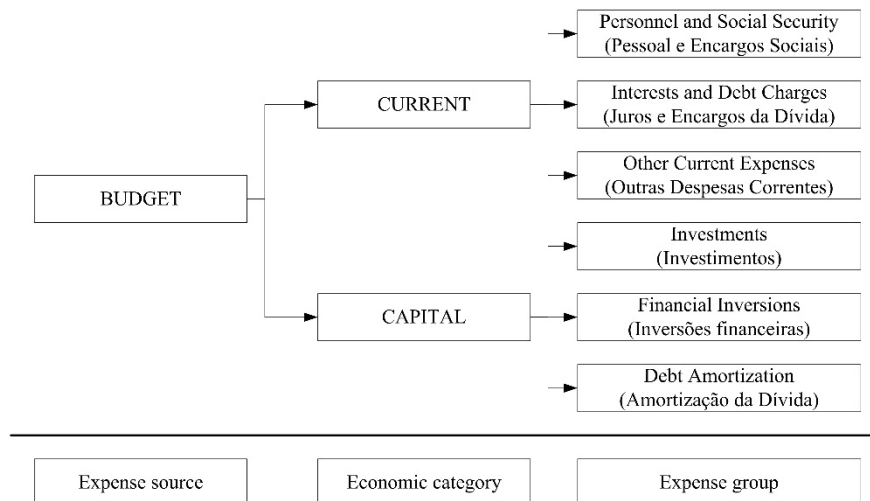 Personnel and Social Security
(Pessoal e Encargos Sociais)
CURRENT
Interests and Debt Charges
(Juros e Encargos da Dívida)
Other Current Expenses
(Outras Despesas Correntes)
BUDGET
Investments
(Investimentos)
CAPITAL
Financial Inversions
(Inversões financeiras)
Debt Amortization
(Amortização da Dívida)
Expense source
Economic category
Expense group